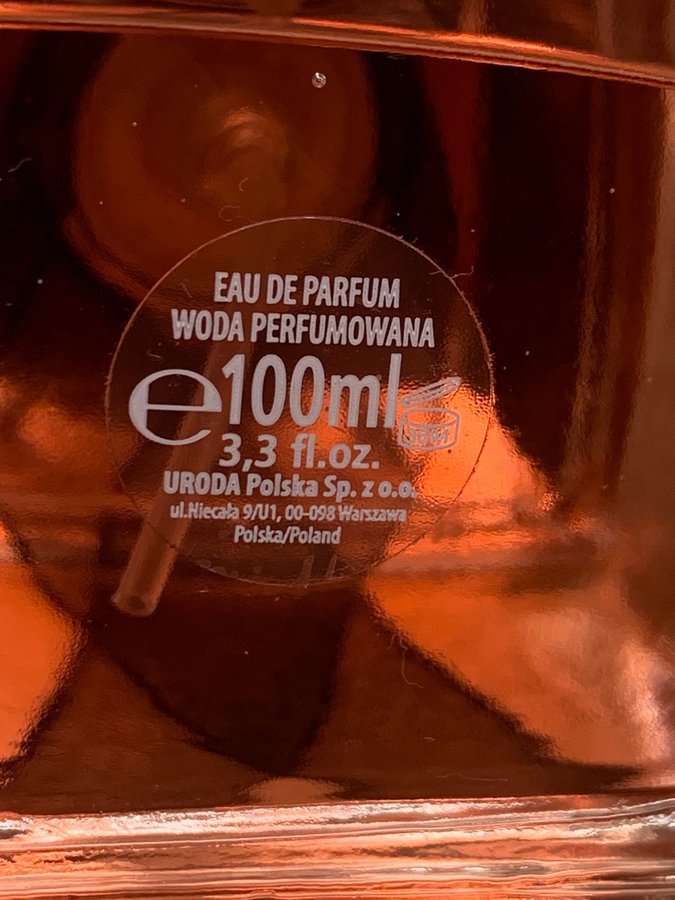 EAU DE PARFUM
WODA PERFUMOWANA
℮100ml
3,3 fl.oz.
URODA Polska Sp. z o.o.
ul.Niecała 9/U1, 00-098 Warszawa
Polska/Poland